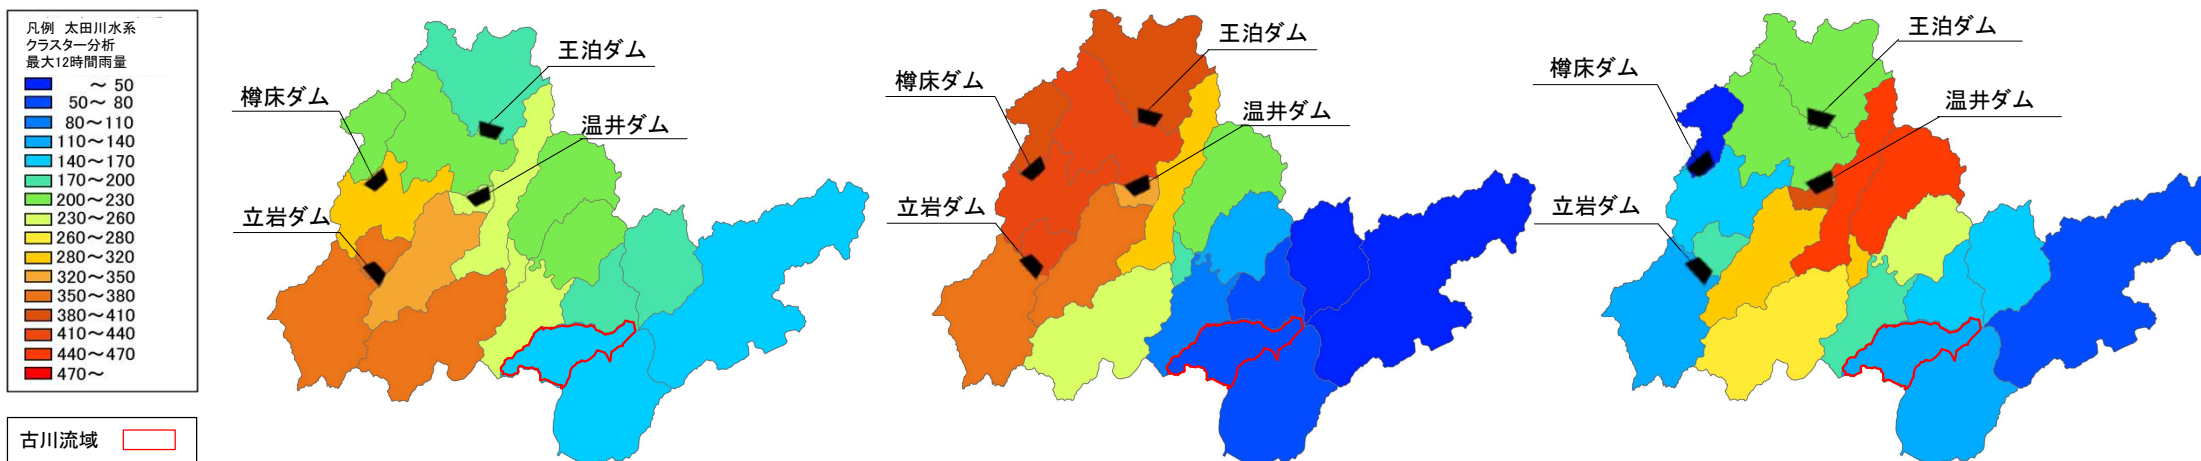 凡例 太田川水系
クラスター分析
最大12時間雨量
～ 50
50～ 80
80～110
110～140
140～170
170～200
200～230
230～260
260～280
280～320
320～350
350～380
380～410
410～440
440～470
470～
古川流域
王泊ダム
樽床ダム
温井ダム
立岩ダム
王泊ダム
樽床ダム
温井ダム
立岩ダム
王泊ダム
樽床ダム
温井ダム
立岩ダム